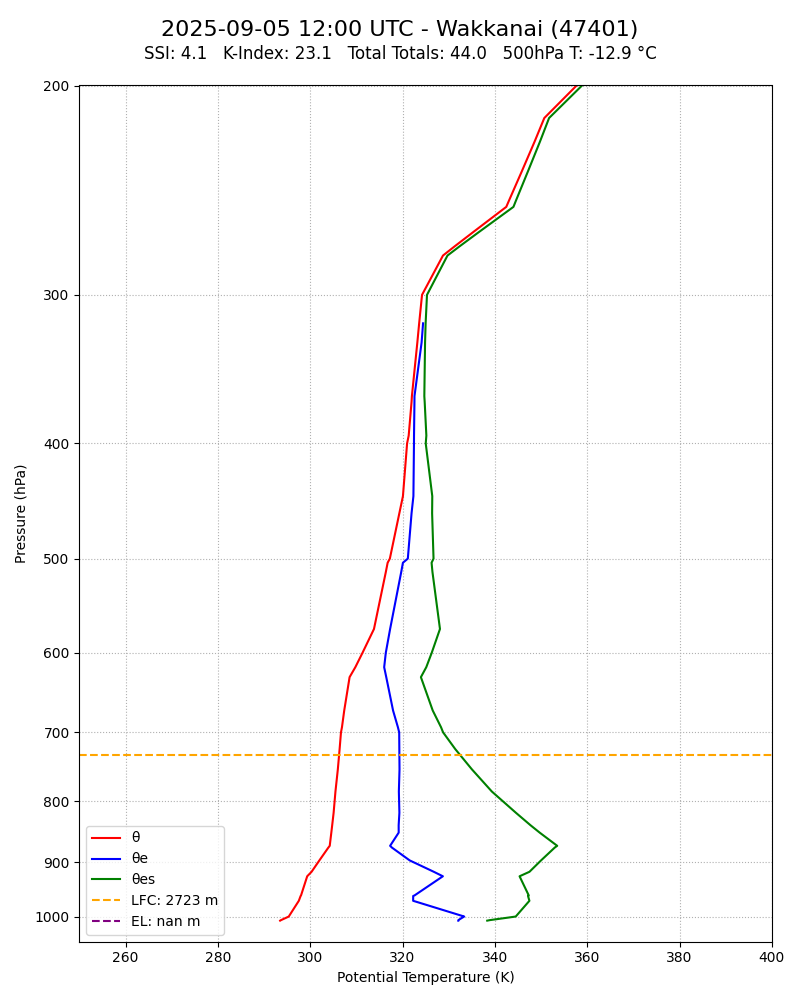 2025-09-05 12:00 UTC - Wakkanai (47401)
SSI: 4.1   K-Index: 23.1   Total Totals: 44.0   500hPa T: -12.9 °C
200
300
400
500
600
700
800
900
1000
Pressure (hPa)
θ
θe
θes
LFC: 2723 m
EL: nan m
260
280
300
320
340
360
380
400
Potential Temperature (K)